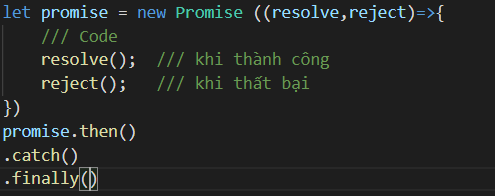 let promise = new Promise ((resolve,reject)=>{
    /// Code
    resolve();  /// khi thành công
    reject();   /// khi thất bại
})
promise.then()
.catch()
.finally()